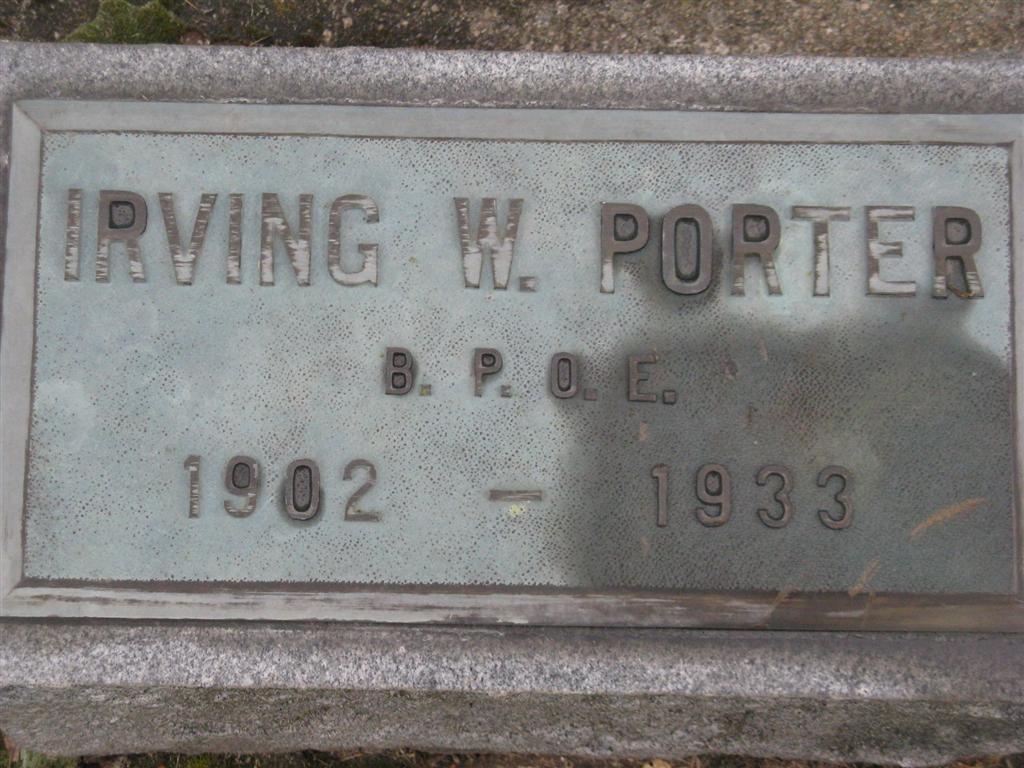 IRVING W. PORTER
B. P. O. E.
1902 – 1933